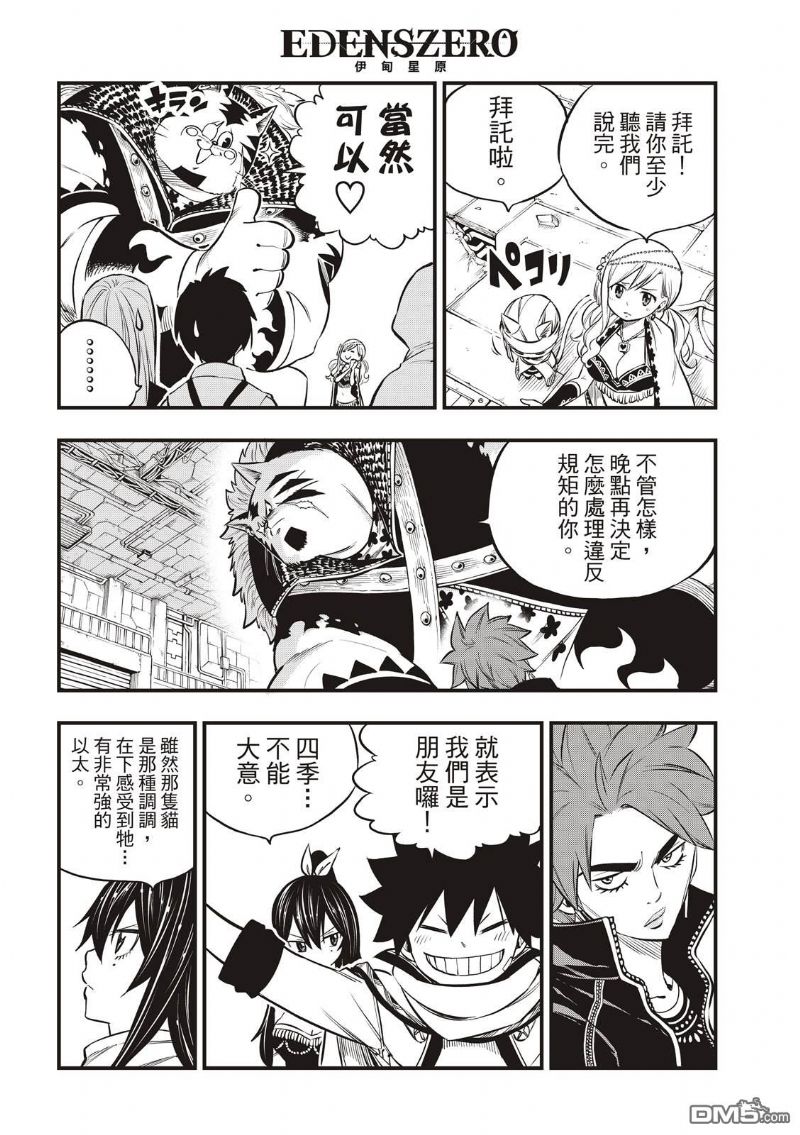 EDENSZERO
伊甸星原
拜託！
請你至少
聽我們
說完。
拜託啦。
ペコリ
當然
可以♡
キラン
……
不管怎樣，
晚點再決定
怎麼處理違反
規矩的你。
就表示
我們是
朋友囉！
四季…
不能
大意。
雖然那隻貓
是那種調調，
在下感受到牠…
有非常強的
以太。
DM5.com